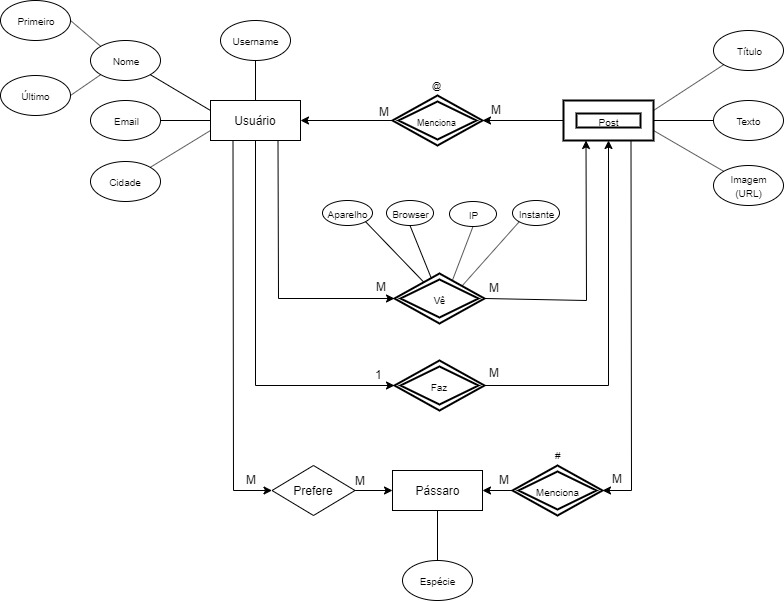 Primeiro
Nome
Último
Username
Usuário
Email
Cidade
M
@
Menciona
M
Post
Título
Texto
Imagem
(URL)
Aparelho
Browser
IP
Instante
M
Vê
M
1
Faz
M
M
Prefere
M
Pássaro
M
#
Menciona
M
Espécie